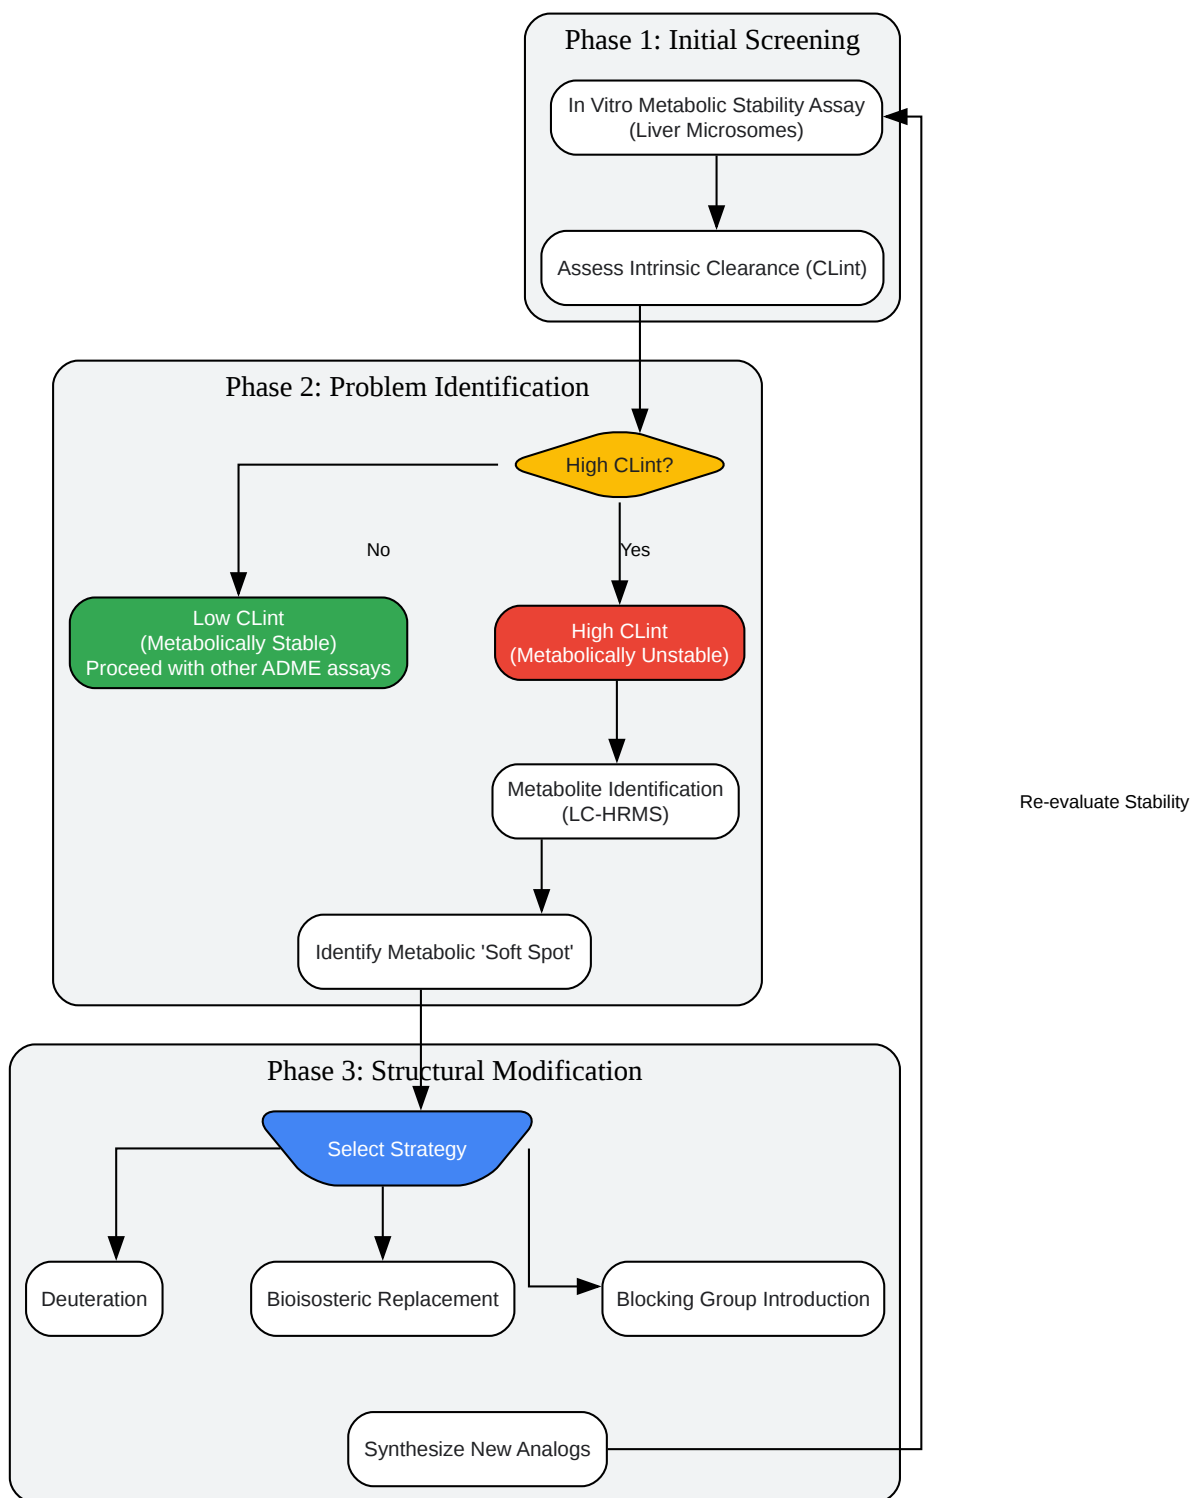 Phase 1: Initial Screening
In Vitro Metabolic Stability Assay
(Liver Microsomes)
Assess Intrinsic Clearance (CLint)
Phase 2: Problem Identification
High CLint?
No
Yes
Low CLint
(Metabolically Stable)
Proceed with other ADME assays
High CLint
(Metabolically Unstable)
Metabolite Identification
(LC-HRMS)
Re-evaluate Stability
Identify Metabolic 'Soft Spot'
Phase 3: Structural Modification
Select Strategy
Deuteration
Bioisosteric Replacement
Blocking Group Introduction
Synthesize New Analogs